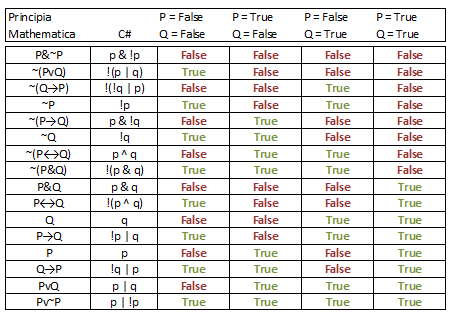 Principia Mathematica C# P = False Q = False P = True Q = False P = False Q = True P = True Q = True
P&~P p & !p False False False False
~(PvQ) !(p | q) True False False False
~(Q→P) !(!q | p) False False True False
~P !p True False True False
~(P→Q) p & !q False True False False
~Q !q True True False False
~(P↔Q) p ^ q False True True False
~(P&Q) !(p & q) True True True False
P&Q p & q False False False True
P↔Q !(p ^ q) True False False True
Q q False False True True
P→Q !p | q True False True True
P p False True False True
Q→P !q | p True True False True
PvQ p | q False True True True
Pv~P p | !p True True True True